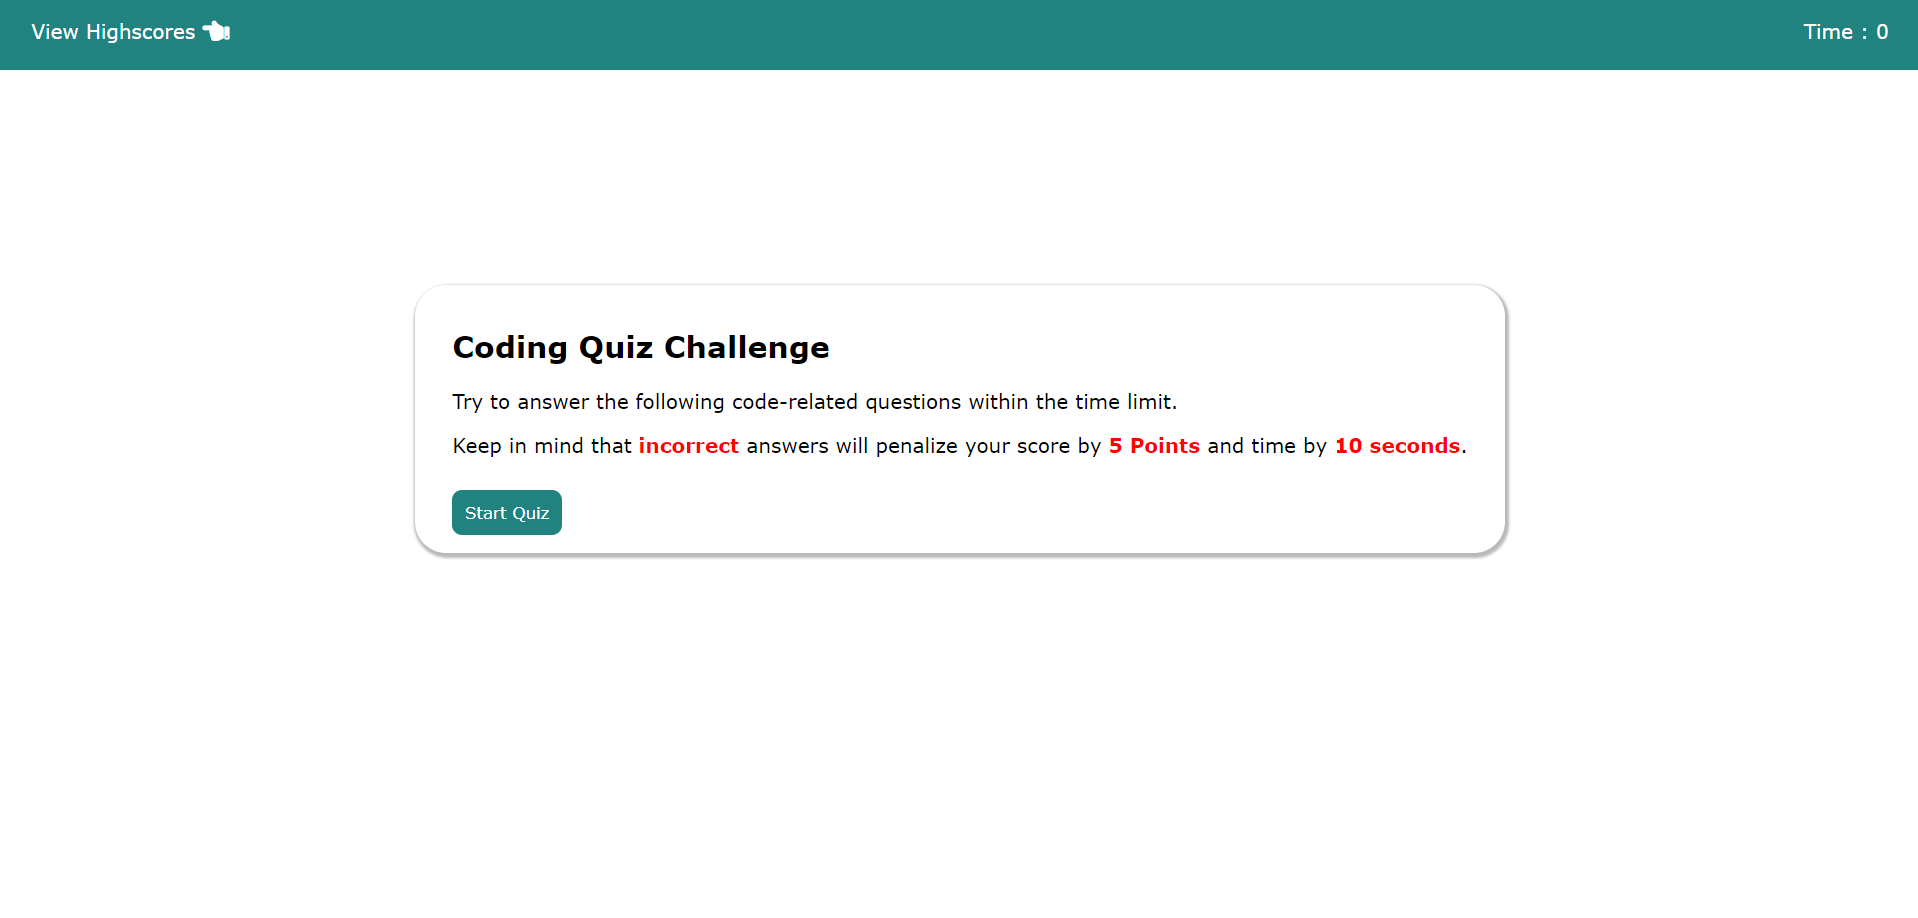 View Highscores
Time : 0
Coding Quiz Challenge
Try to answer the following code-related questions within the time limit.
Keep in mind that incorrect answers will penalize your score by 5 Points and time by 10 seconds.
Start Quiz